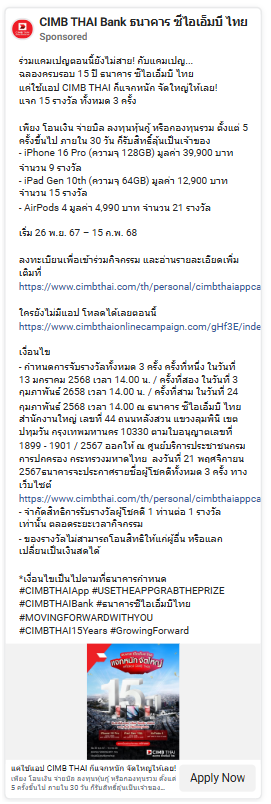 CIMB THAI Bank ธนาคาร ซีไอเอ็มบี ไทย
Sponsored
ร่วมแคมเปญตอนนี้ยังไม่สาย! กับแคมเปญ...
ฉลองครบรอบ 15 ปี ธนาคาร ซีไอเอ็มบี ไทย
แค่ใช้แอป CIMB THAI ก็แจกหนัก จัดใหญ่ให้เลย!
แจก 15 รางวัล ทั้งหมด 3 ครั้ง
เพียง โอนเงิน จ่ายบิล ลงทุนหุ้นกู้ หรือกองทุนรวม ตั้งแต่ 5
ครั้งขึ้นไป ภายใน 30 วัน ก็รับสิทธิ์ลุ้นเป็นเจ้าของ
- iPhone 16 Pro (ความจุ 128GB) มูลค่า 39,900 บาท
จำนวน 9 รางวัล
- iPad Gen 10th (ความจุ 64GB) มูลค่า 12,900 บาท
จำนวน 15 รางวัล
- AirPods 4 มูลค่า 4,990 บาท จำนวน 21 รางวัล
เริ่ม 26 พ.ย. 67 – 15 ก.พ. 68
ลงทะเบียนเพื่อเข้าร่วมกิจกรรม และอ่านรายละเอียดเพิ่ม
เติมที่
https://www.cimbthai.com/th/personal/cimbthaiappca
ใครยังไม่มีแอป โหลดได้เลยตอนนี้
https://www.cimbthaionlinecampaign.com/gHf3E/inde
เงื่อนไข
- กำหนดการจับรางวัลทั้งหมด 3 ครั้ง ครั้งที่หนึ่ง ในวันที่
13 มกราคม 2568 เวลา 14.00 น. / ครั้งที่สอง ในวันที่ 3
กุมภาพันธ์ 2658 เวลา 14.00 น. / ครั้งที่สาม ในวันที่ 24
กุมภาพันธ์ 2568 เวลา 14.00 ณ ธนาคาร ซีไอเอ็มบี ไทย
สำนักงานใหญ่ เลขที่ 44 ถนนหลังสวน แขวงลุมพินี เขต
ปทุมวัน กรุงเทพมหานคร 10330 ตามใบอนุญาตเลขที่
1899 - 1901 / 2567 ออกให้ ณ ศูนย์บริการประชาชนกรม
การปกครอง กระทรวงมหาดไทย ลงวันที่ 21 พฤศจิกายน
2567ธนาคารจะประกาศรายชื่อผู้โชคดีทั้งหมด 3 ครั้ง ทาง
เว็บไซต์
https://www.cimbthai.com/th/personal/cimbthaiappca
- จำกัดสิทธิการรับรางวัลผู้โชคดี 1 ท่านต่อ 1 รางวัล
เท่านั้น ตลอดระยะเวลากิจกรรม
- ของรางวัลไม่สามารถโอนสิทธิให้แก่ผู้อื่น หรือแลก
เปลี่ยนเป็นเงินสดได้
*เงื่อนไขเป็นไปตามที่ธนาคารกำหนด
#CIMBTHAIApp #USETHEAPPGRABTHEPRIZE
#CIMBTHAIBank #ธนาคารซีไอเอ็มบีไทย
#MOVINGFORWARDWITHYOU
#CIMBTHAI15Years #GrowingForward
แจกหนัก จัดใหญ่
15
CIMB THAI
แค่ใช้แอป CIMB THAI ก็แจกหนัก จัดใหญ่ให้เลย!
เพียง โอนเงิน จ่ายบิล ลงทุนหุ้นกู้ หรือกองทุนรวม ตั้งแต่
5 ครั้งขึ้นไป ภายใน 30 วัน ก็รับสิทธิ์ลุ้นเป็นเจ้าของ...
Apply Now